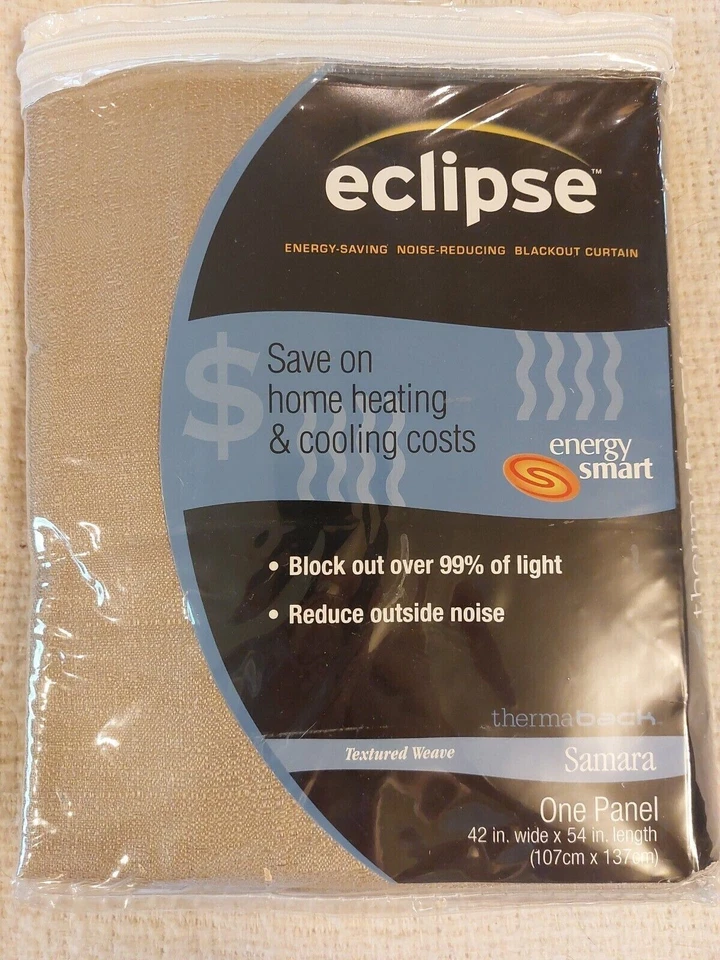 eclipse™
ENERGY-SAVING NOISE-REDUCING BLACKOUT CURTAIN
$
Save on
home heating
& cooling costs
energy
smart
• Block out over 99% of light
• Reduce outside noise
thermaback
Textured Weave
Samara
One Panel
42 in. wide x 54 in. length
(107cm x 137cm)